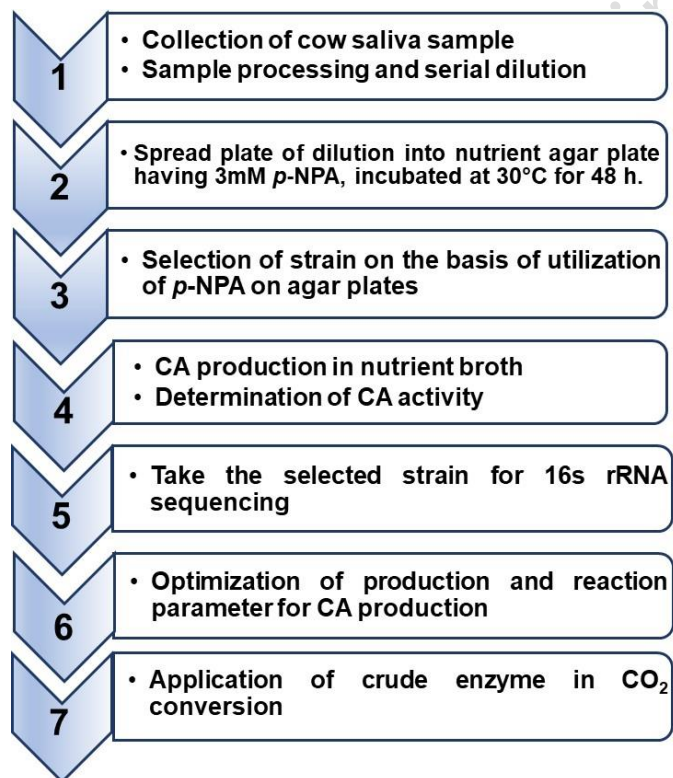 1
• Collection of cow saliva sample
• Sample processing and serial dilution
2
• Spread plate of dilution into nutrient agar plate
having 3mM p-NPA, incubated at 30°C for 48 h.
3
• Selection of strain on the basis of utilization
of p-NPA on agar plates
4
• CA production in nutrient broth
• Determination of CA activity
5
• Take the selected strain for 16s rRNA
sequencing
6
• Optimization of production and reaction
parameter for CA production
7
• Application of crude enzyme in CO₂
conversion